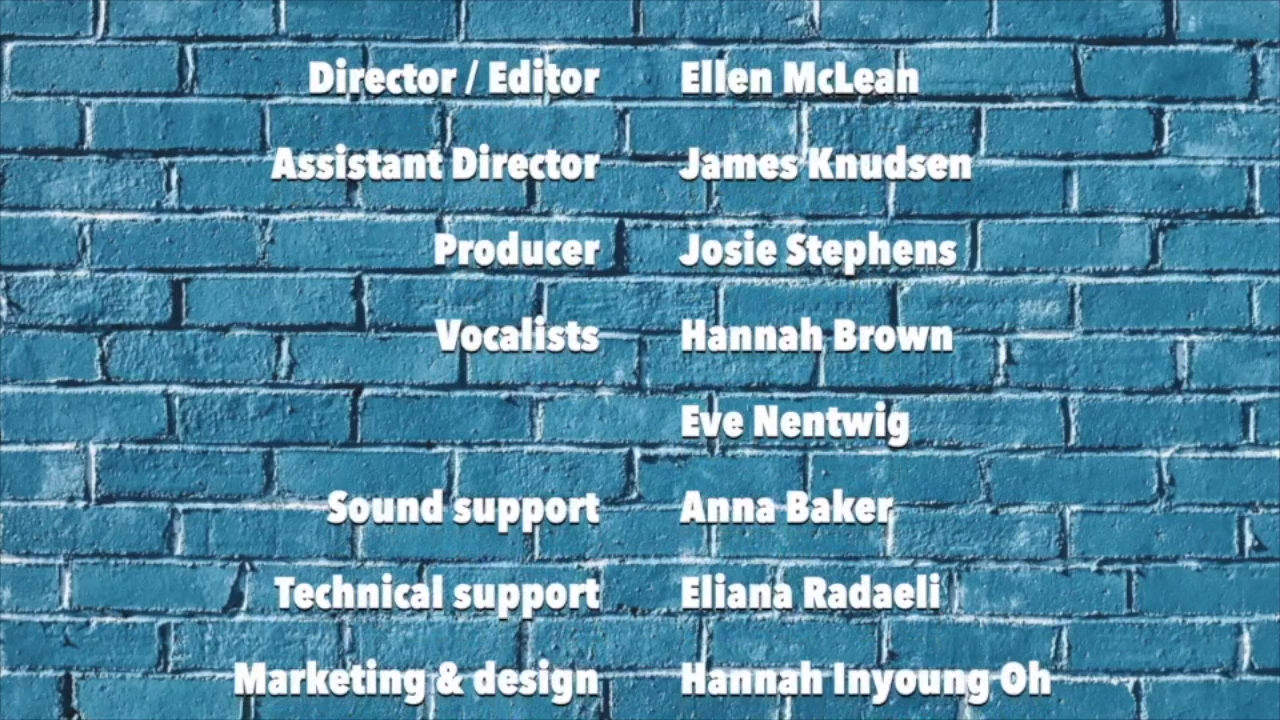 Director / Editor Ellen McLean
Assistant Director James Knudsen
Producer Josie Stephens
Vocalists Hannah Brown
Eve Nentwig
Sound support Anna Baker
Technical support Eliana Radaeli
Marketing & design Hannah Inyoung Oh